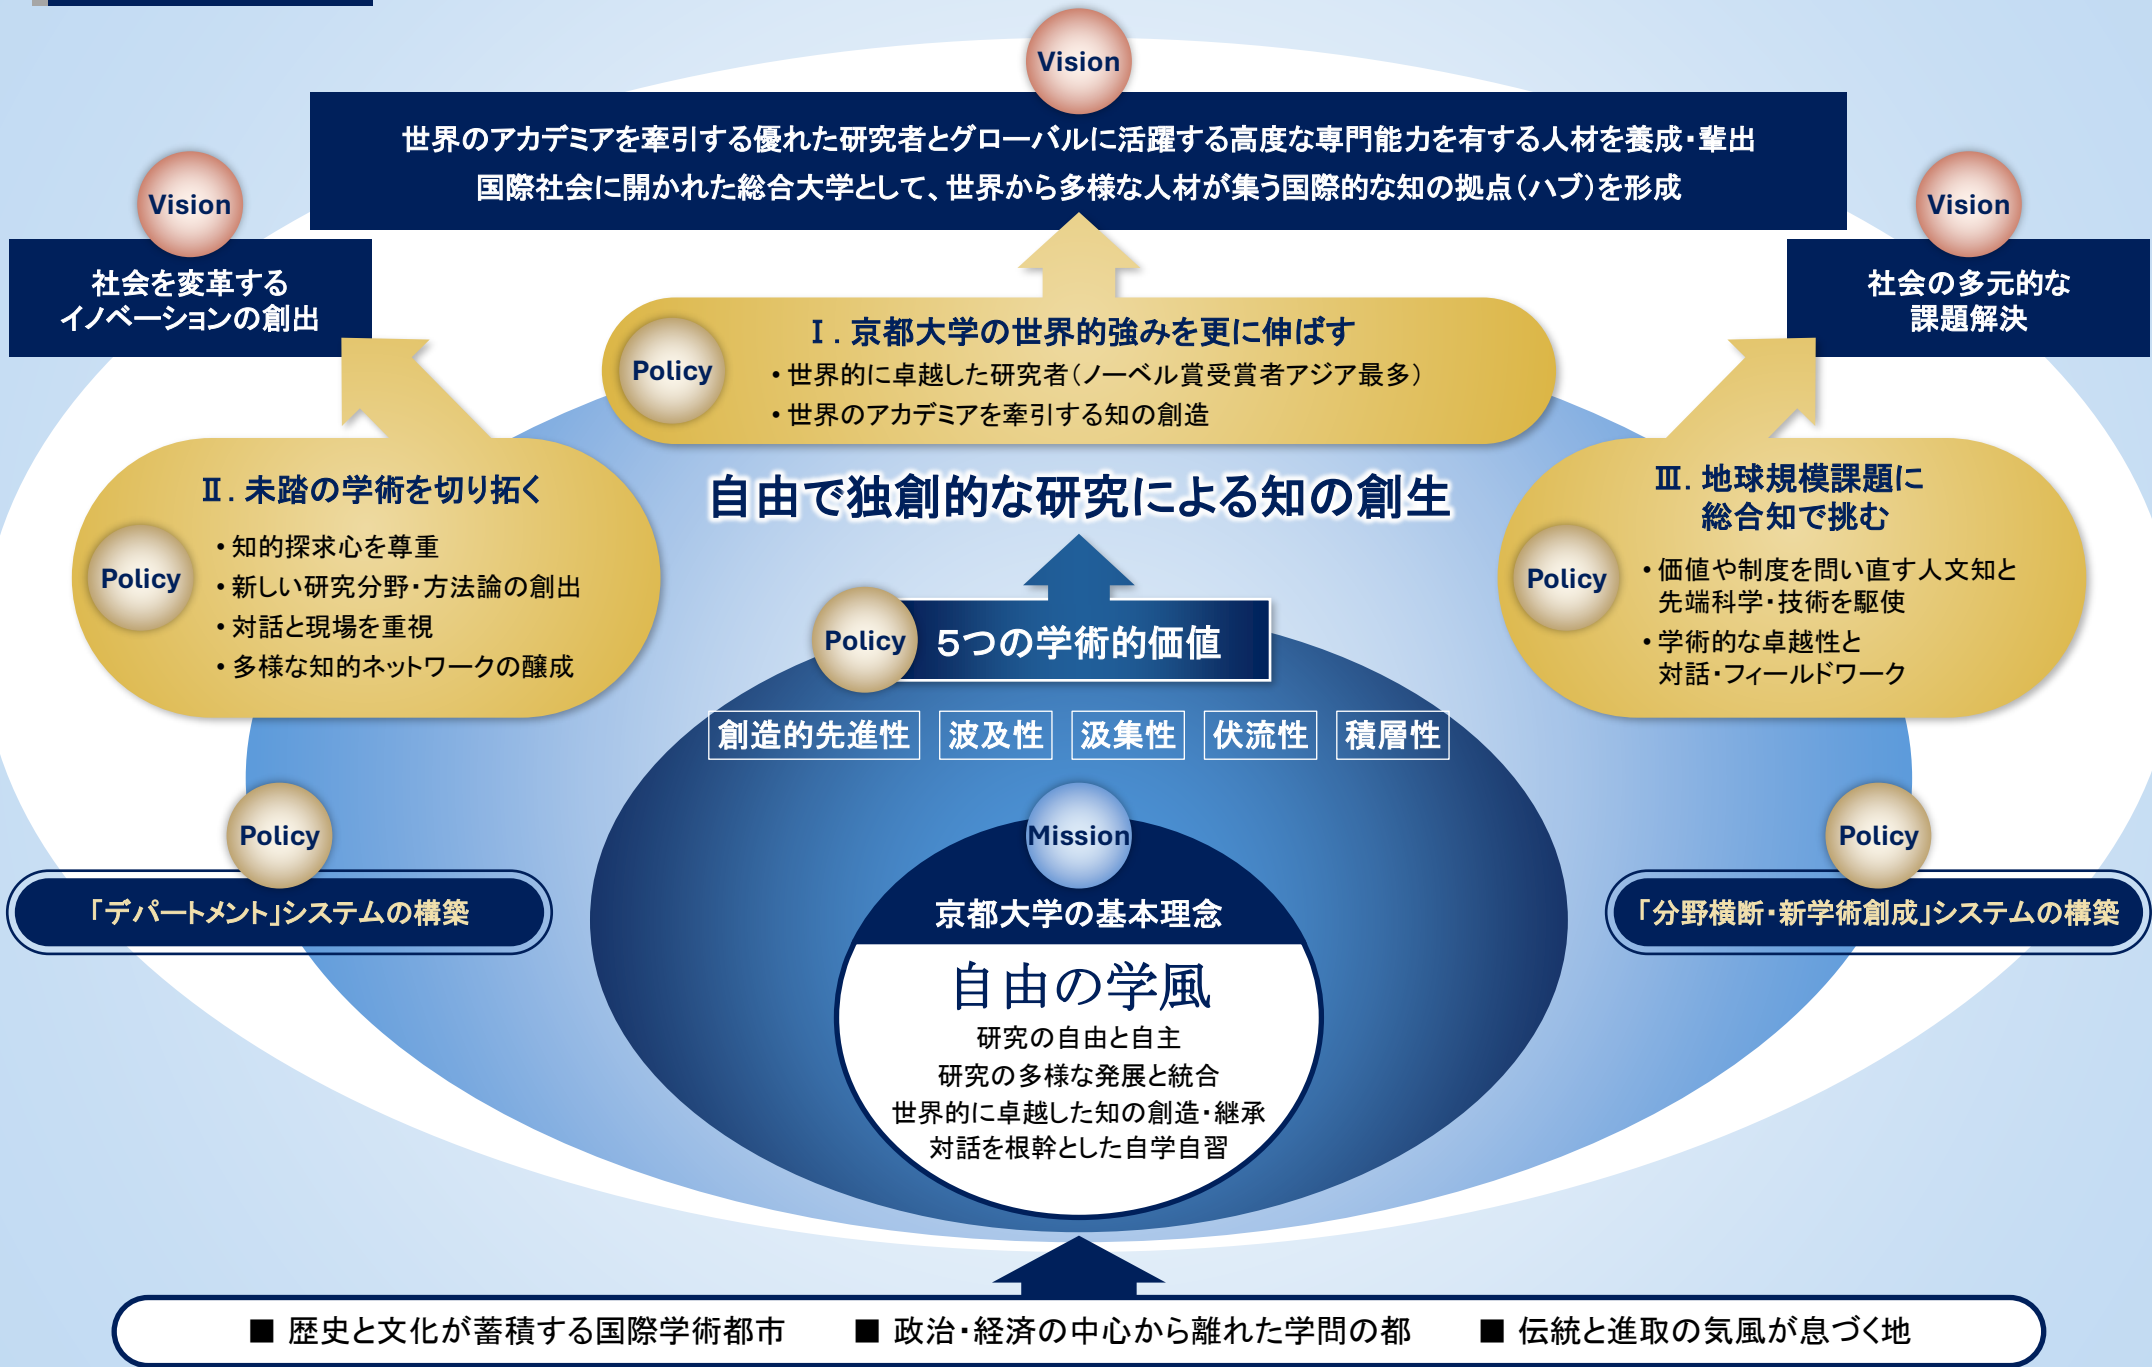 Vision
世界のアカデミアを牽引する優れた研究者とグローバルに活躍する高度な専門能力を有する人材を養成・輩出
国際社会に開かれた総合大学として、世界から多様な人材が集う国際的な知の拠点（ハブ）を形成
Vision
社会を変革する
イノベーションの創出
Vision
社会の多元的な
課題解決
Policy
Ⅰ．京都大学の世界的強みを更に伸ばす
・世界的に卓越した研究者（ノーベル賞受賞者アジア最多）
・世界のアカデミアを牽引する知の創造
Policy
Ⅱ．未踏の学術を切り拓く
・知的探求心を尊重
・新しい研究分野・方法論の創出
・対話と現場を重視
・多様な知的ネットワークの醸成
自由で独創的な研究による知の創生
Policy
Ⅲ．地球規模課題に
総合知で挑む
・価値や制度を問い直す人文知と
先端科学・技術を駆使
・学術的な卓越性と
対話・フィールドワーク
Policy
５つの学術的価値
創造的先進性 波及性 汲集性 伏流性 積層性
Policy
「デパートメント」システムの構築
Mission
京都大学の基本理念
自由の学風
研究の自由と自主
研究の多様な発展と統合
世界的に卓越した知の創造・継承
対話を根幹とした自学自習
Policy
「分野横断・新学術創成」システムの構築
■ 歴史と文化が蓄積する国際学術都市 ■ 政治・経済の中心から離れた学問の都 ■ 伝統と進取の気風が息づく地